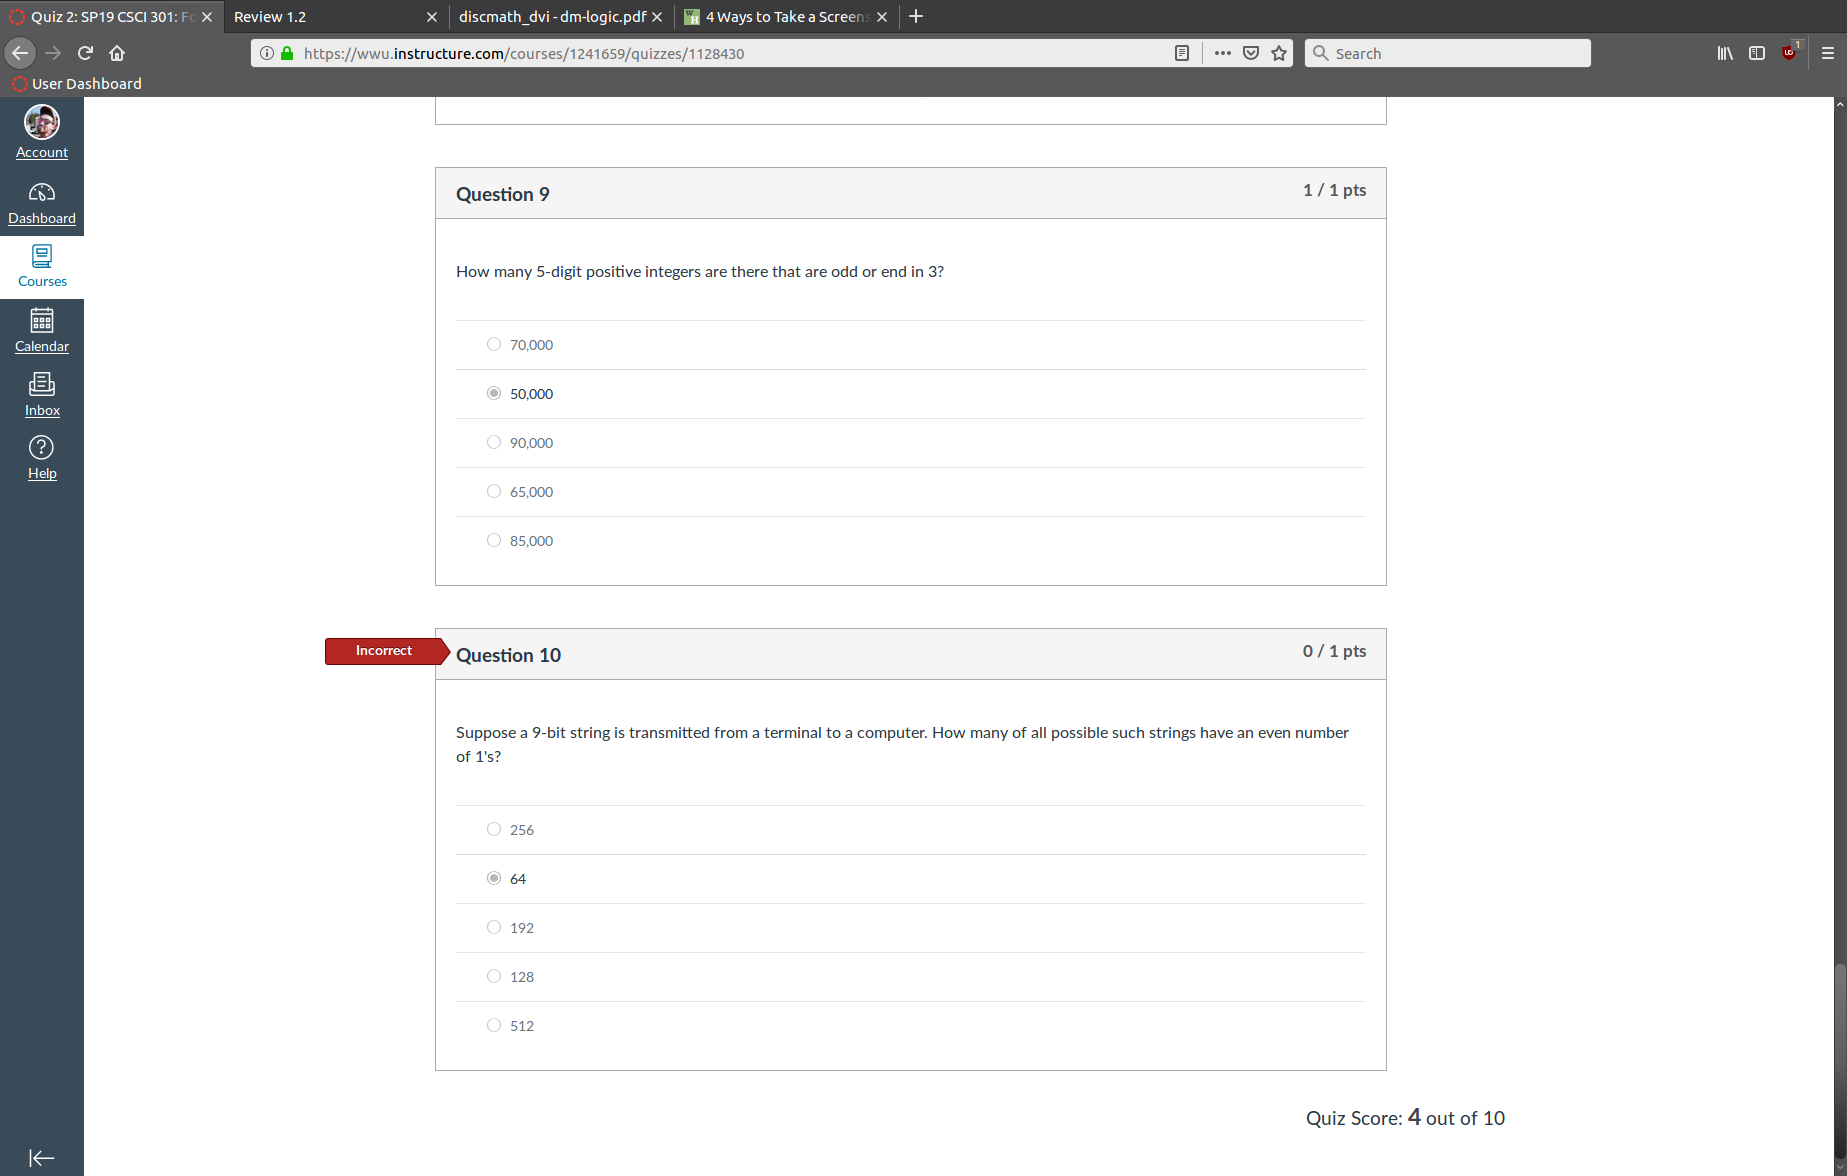 Quiz 2: SP19 CSCI 301: Fo
Review 1.2
discmath_dvi - dm-logic.pdf
4 Ways to Take a Screens
https://wwu.instructure.com/courses/1241659/quizzes/1128430
Search
1
User Dashboard
Account
Dashboard
Courses
Calendar
Inbox
Help
Question 9
1 / 1 pts
How many 5-digit positive integers are there that are odd or end in 3?
70,000
50,000
90,000
65,000
85,000
Incorrect
Question 10
0 / 1 pts
Suppose a 9-bit string is transmitted from a terminal to a computer. How many of all possible such strings have an even number
of 1's?
256
64
192
128
512
Quiz Score: 4 out of 10